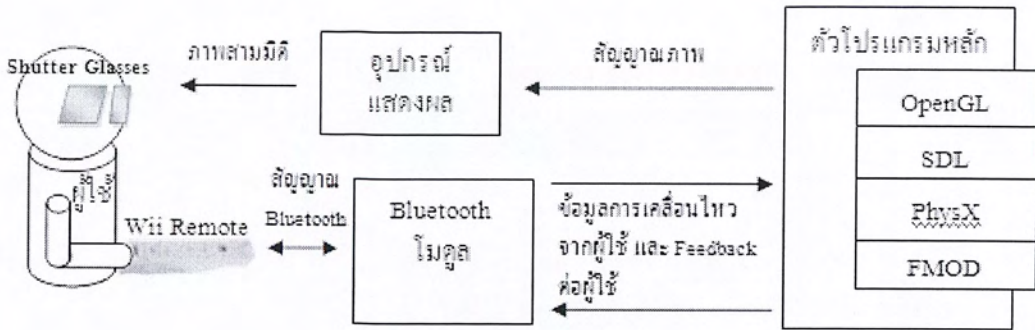 Shutter Glasses
ภาพสามมิติ
อุปกรณ์
แสดงผล
สัญญาณภาพ
ตัวโปรแกรมหลัก
OpenGL
SDL
PhysX
FMOD
ผู้ใช้
Wii Remote
สัญญาณ
Bluetooth
Bluetooth
โมดูล
ข้อมูลการเคลื่อนไหว
จากผู้ใช้ และ Feedback
ต่อผู้ใช้